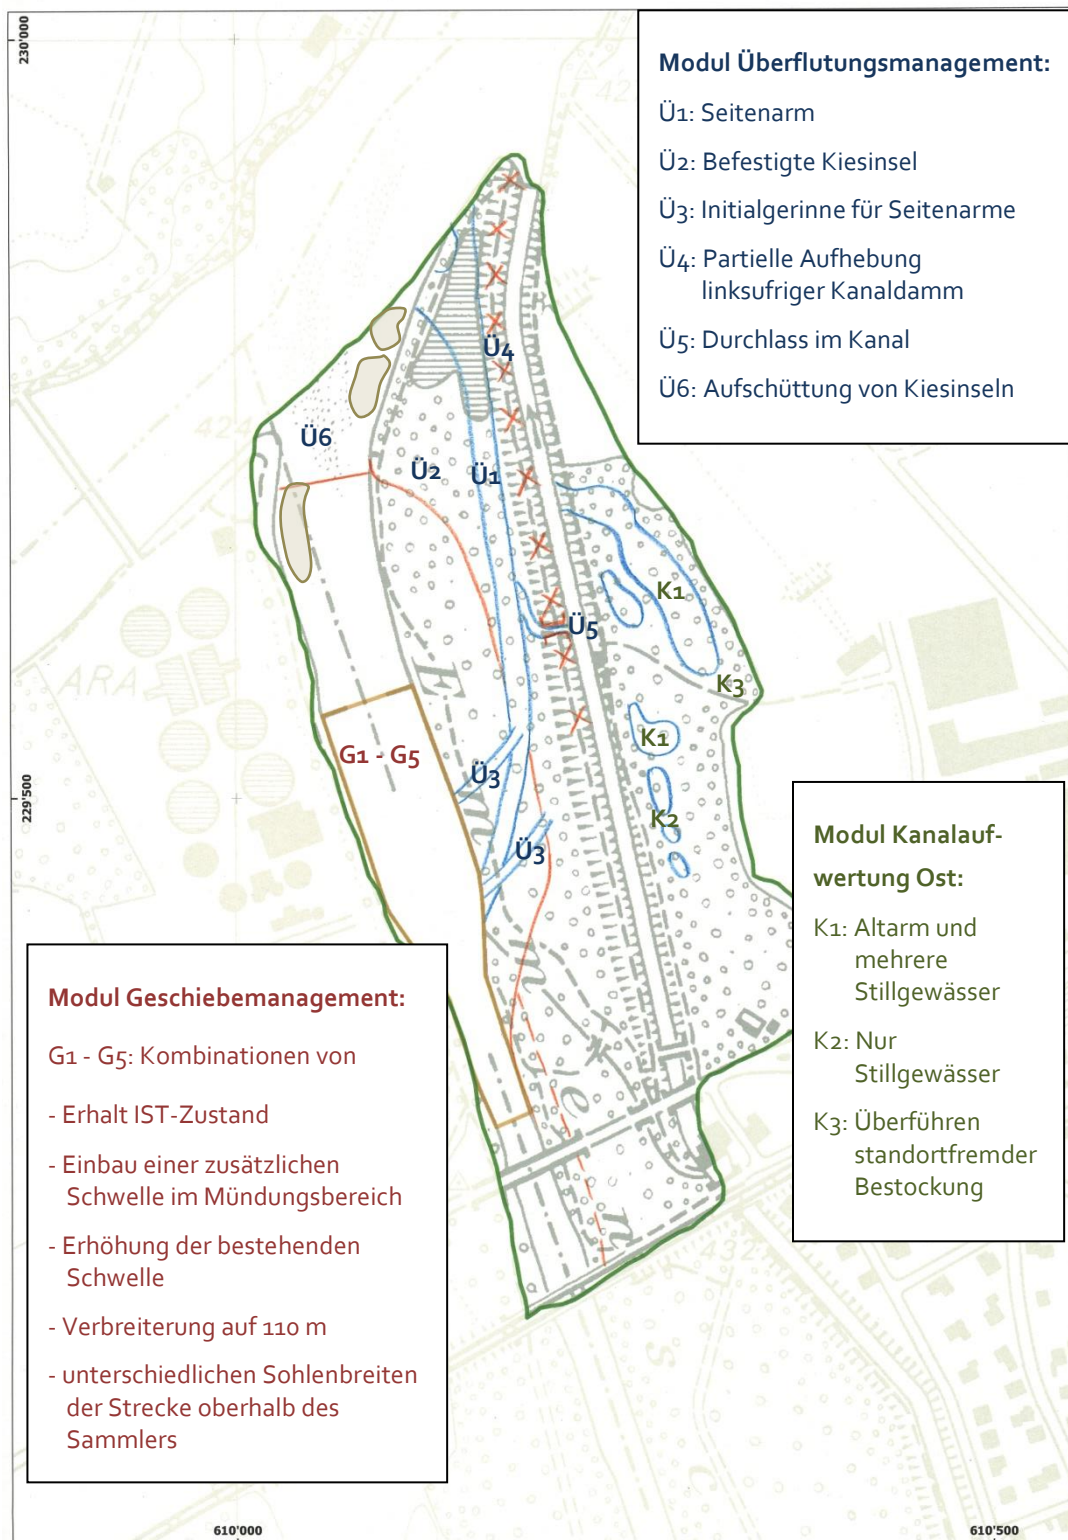 230'000
Modul Überflutungsmanagement:
Ü1: Seitenarm
Ü2: Befestigte Kiesinsel
Ü3: Initialgerinne für Seitenarme
Ü4: Partielle Aufhebung
linksufriger Kanaldamm
Ü5: Durchlass im Kanal
Ü6: Aufschüttung von Kiesinseln
Ü4
Ü6
Ü2
Ü1
424
K1
Ü5
ARA
K3
E
G1 - G5
K1
Ü3
m
229'500
K2
Ü3
Modul Kanalauf-
wertung Ost:
K1: Altarm und
mehrere
Stillgewässer
K2: Nur
Stillgewässer
K3: Überführen
standortfremder
Bestockung
m
Modul Geschiebemanagement:
G1 - G5: Kombinationen von
- Erhalt IST-Zustand
- Einbau einer zusätzlichen
Schwelle im Mündungsbereich
- Erhöhung der bestehenden
Schwelle
- Verbreiterung auf 110 m
- unterschiedlichen Sohlenbreiten
der Strecke oberhalb des
Sammlers
e
n
432
s
c
610'000
610'500